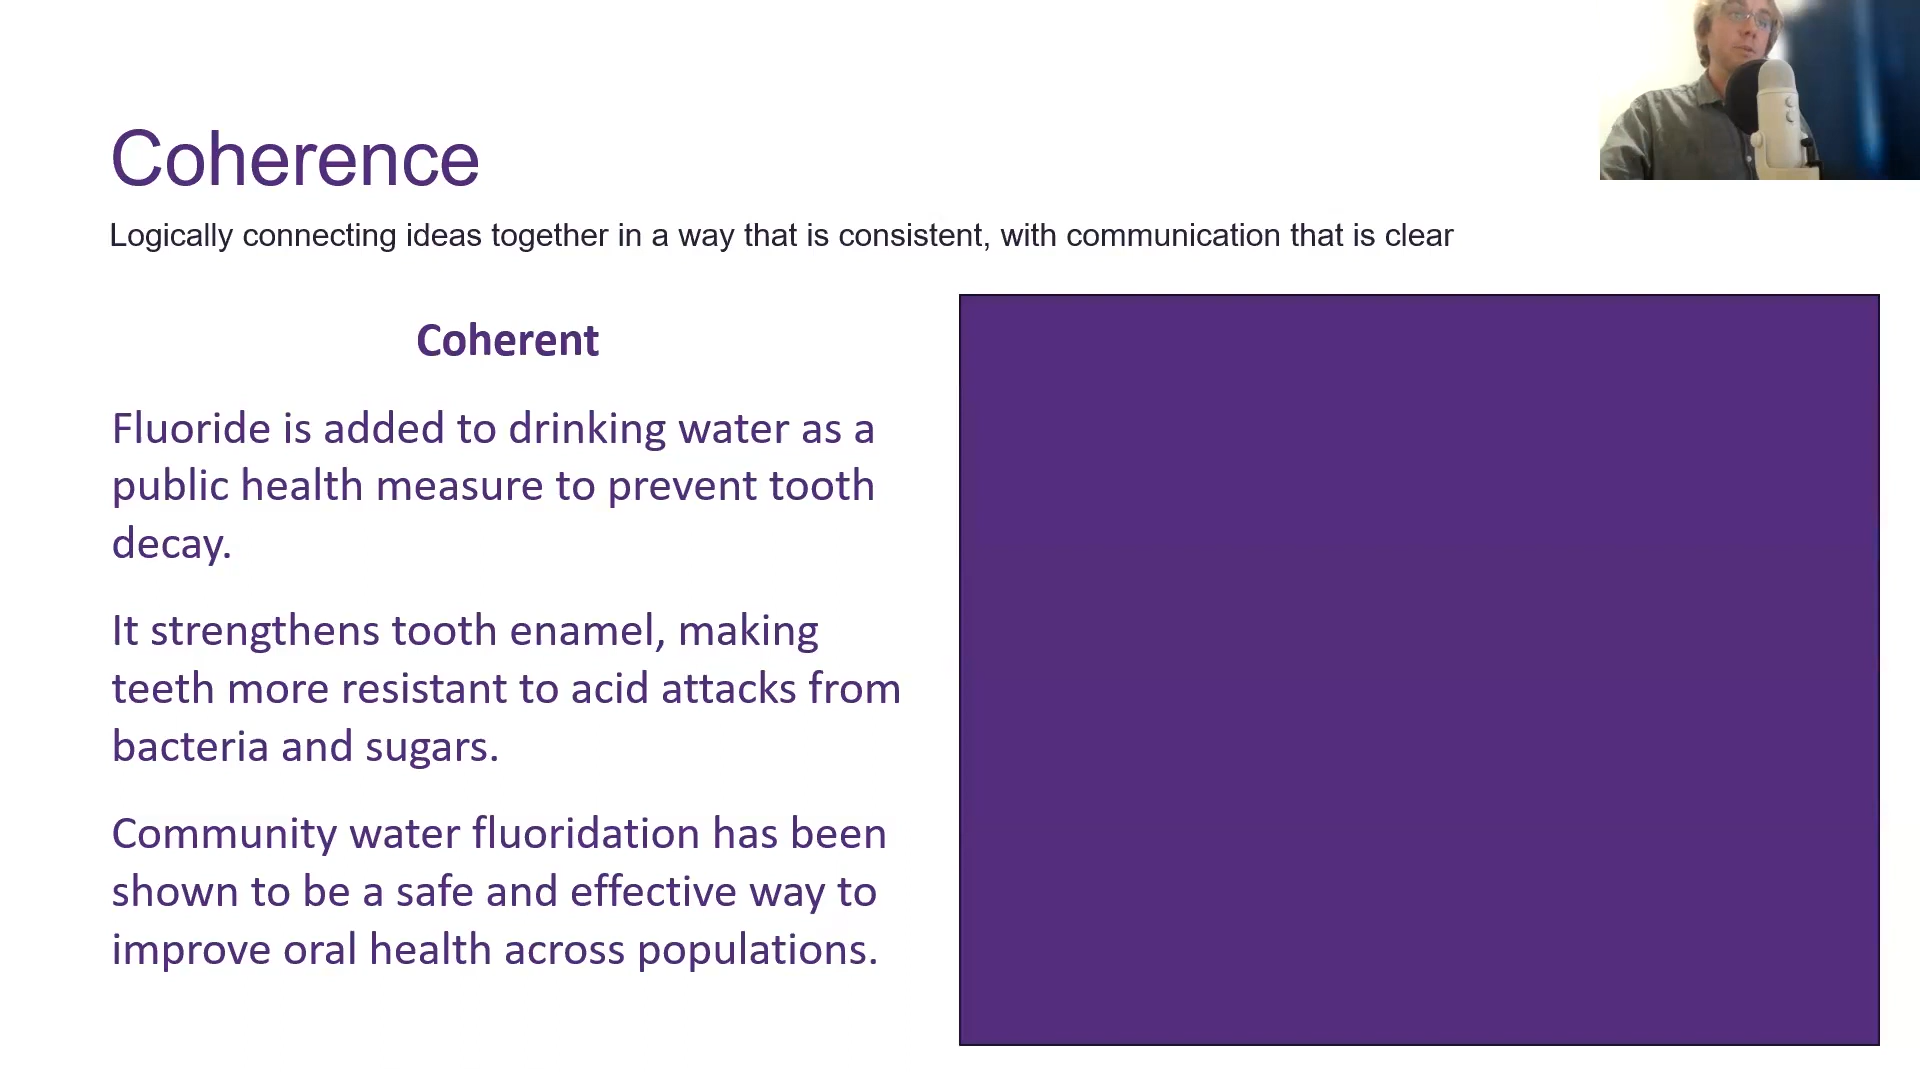 Coherence
Logically connecting ideas together in a way that is consistent, with communication that is clear
Coherent
Fluoride is added to drinking water as a
public health measure to prevent tooth
decay.
It strengthens tooth enamel, making
teeth more resistant to acid attacks from
bacteria and sugars.
Community water fluoridation has been
shown to be a safe and effective way to
improve oral health across populations.